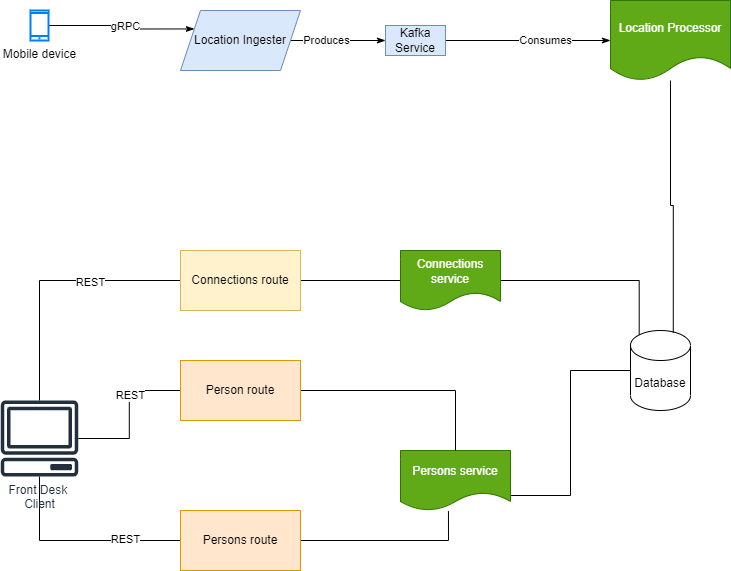 Mobile device
gRPC
Location Ingester
Produces
Kafka
Service
Consumes
Location Processor
REST
Connections route
Connections
service
REST
Person route
Database
Front Desk
Client
Persons service
REST
Persons route